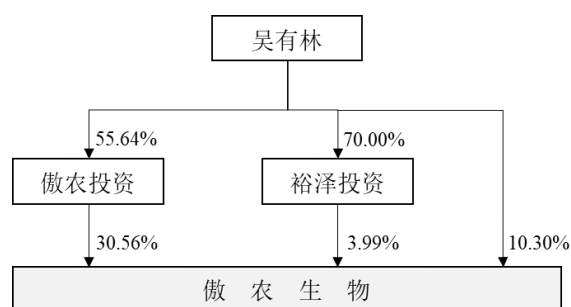 吴有林
55.64%
70.00%
傲农投资
裕泽投资
30.56%
3.99%
10.30%
傲 农 生 物